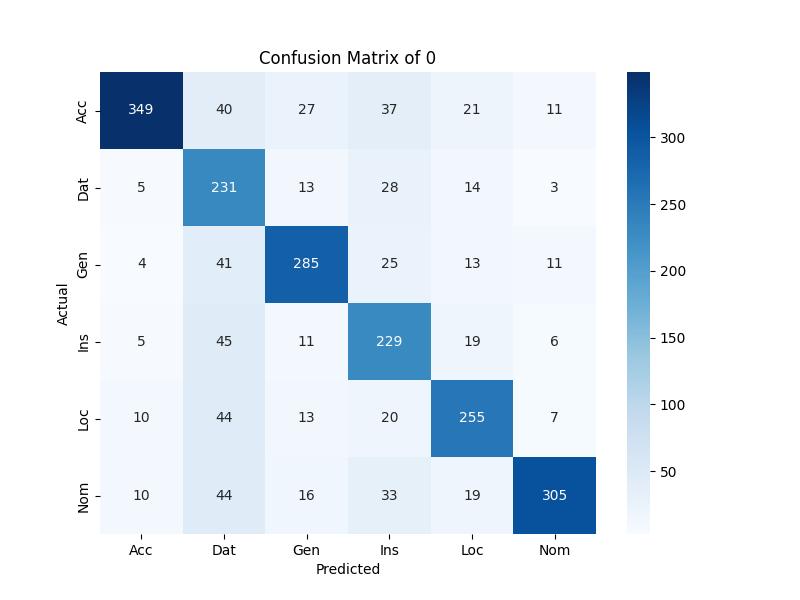 Confusion Matrix of 0
Acc 349 40 27 37 21 11
Dat 5 231 13 28 14 3
Gen 4 41 285 25 13 11
Ins 5 45 11 229 19 6
Loc 10 44 13 20 255 7
Nom 10 44 16 33 19 305
Acc Dat Gen Ins Loc Nom
Predicted
Actual
300
250
200
150
100
50